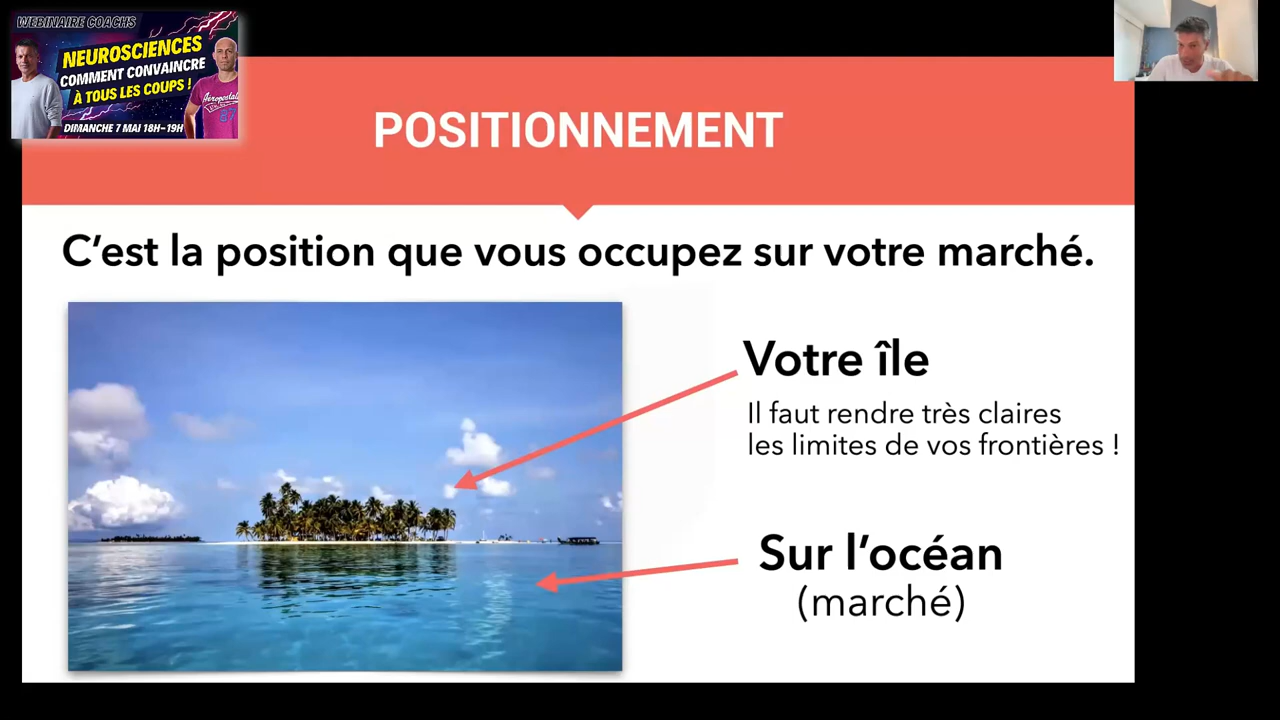 WEBINAIRE COACHS
NEUROSCIENCES
COMMENT CONVAINCRE
À TOUS LES COUPS !
Aéropostale
87
DIMANCHE 7 MAI 18H-19H
POSITIONNEMENT
C’est la position que vous occupez sur votre marché.
Votre île
Il faut rendre très claires
les limites de vos frontières !
Sur l’océan
(marché)